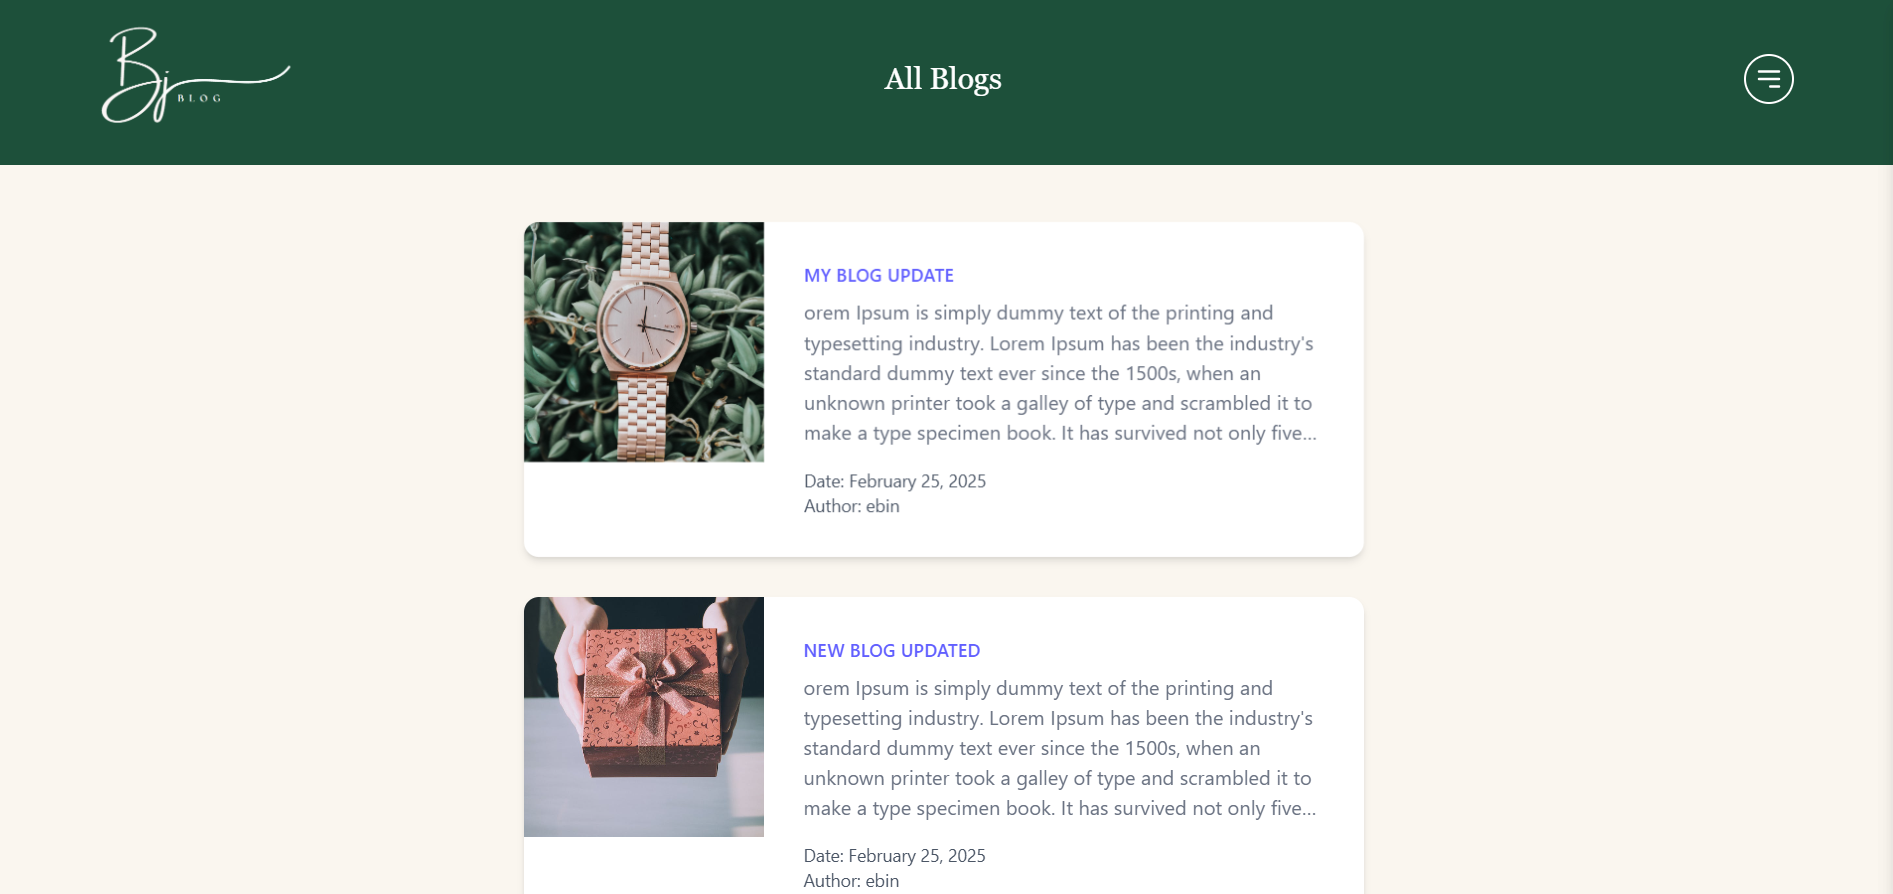 Bj
BLOG
All Blogs
MY BLOG UPDATE
orem Ipsum is simply dummy text of the printing and
typesetting industry. Lorem Ipsum has been the industry's
standard dummy text ever since the 1500s, when an
unknown printer took a galley of type and scrambled it to
make a type specimen book. It has survived not only five...
Date: February 25, 2025
Author: ebin
NEW BLOG UPDATED
orem Ipsum is simply dummy text of the printing and
typesetting industry. Lorem Ipsum has been the industry's
standard dummy text ever since the 1500s, when an
unknown printer took a galley of type and scrambled it to
make a type specimen book. It has survived not only five...
Date: February 25, 2025
Author: ebin